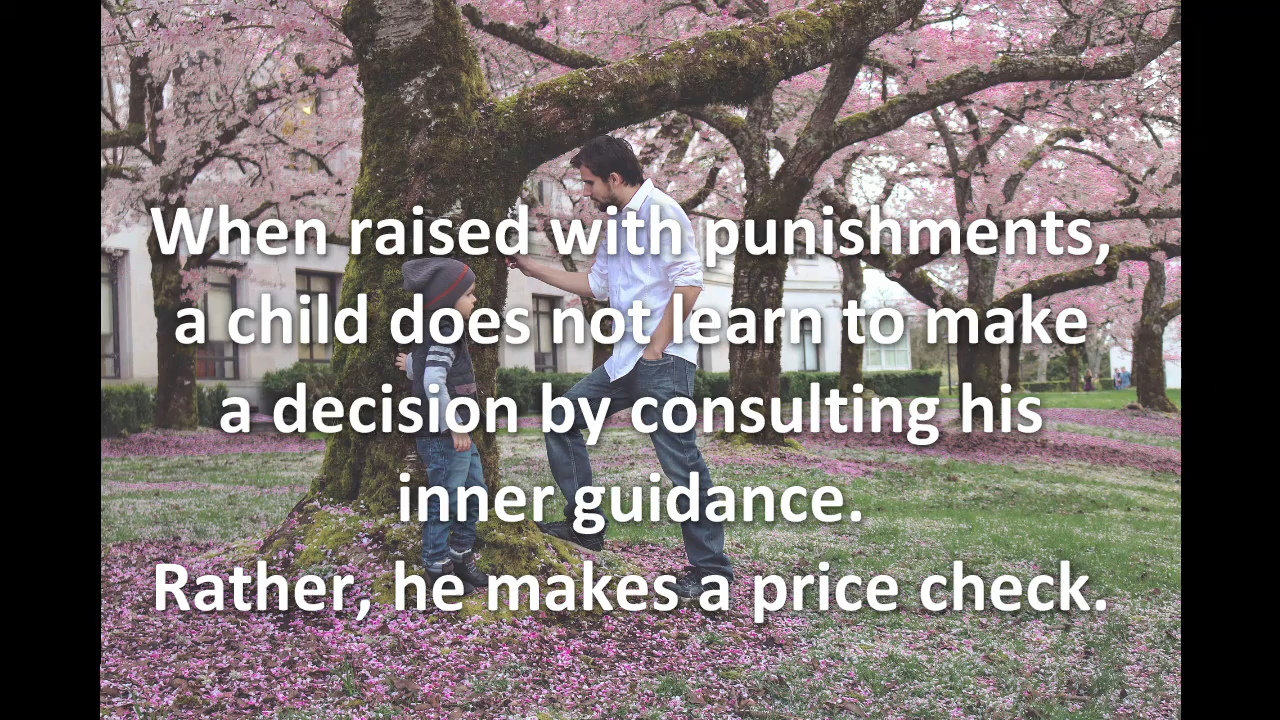 When raised with punishments,
a child does not learn to make
a decision by consulting his
inner guidance.
Rather, he makes a price check.